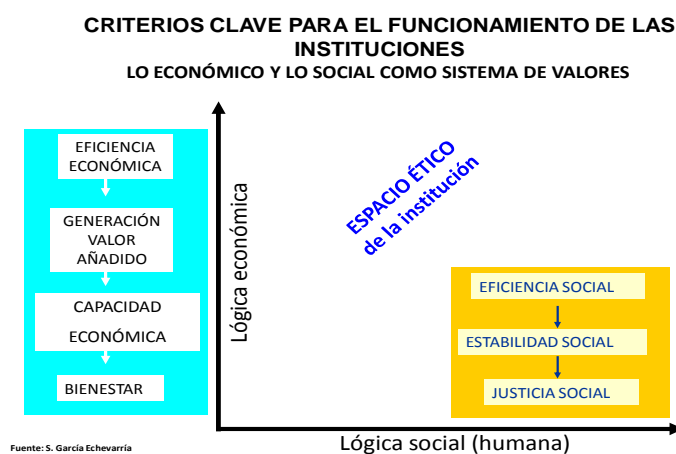 CRITERIOS CLAVE PARA EL FUNCIONAMIENTO DE LAS
INSTITUCIONES
LO ECONÓMICO Y LO SOCIAL COMO SISTEMA DE VALORES
EFICIENCIA
ECONÓMICA
GENERACIÓN
VALOR
AÑADIDO
CAPACIDAD
ECONÓMICA
BIENESTAR
Lógica económica
ESPACIO ÉTICO
de la institución
EFICIENCIA SOCIAL
ESTABILIDAD SOCIAL
JUSTICIA SOCIAL
Lógica social (humana)
Fuente: S. García Echevarría